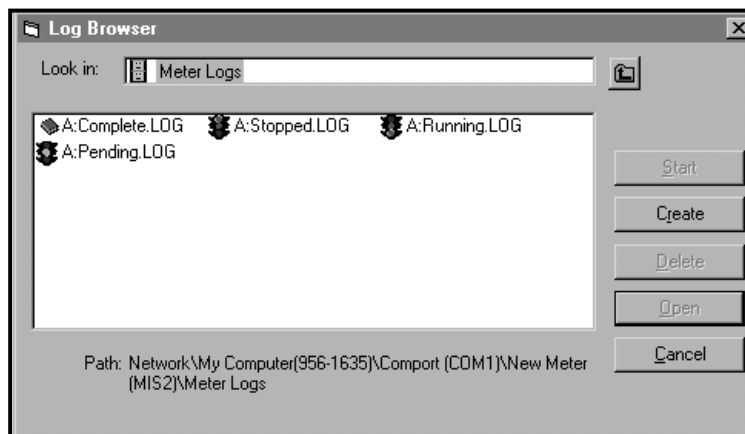 Log Browser
Look in: Meter Logs
A:Complete.LOG A:Stopped.LOG A:Running.LOG
A:Pending.LOG
Start
Create
Delete
Open
Cancel
Path: Network\My Computer(956-1635)\Comport (COM1)\New Meter
(MIS2)\Meter Logs